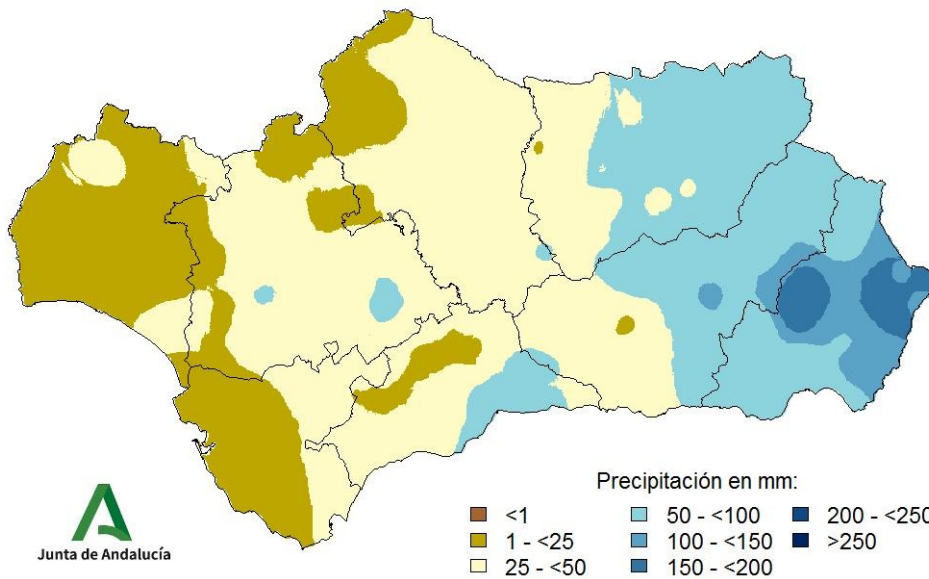 Precipitación en mm:
<1 50 - <100 200 - <250
1 - <25 100 - <150 >250
25 - <50 150 - <200
Junta de Andalucía